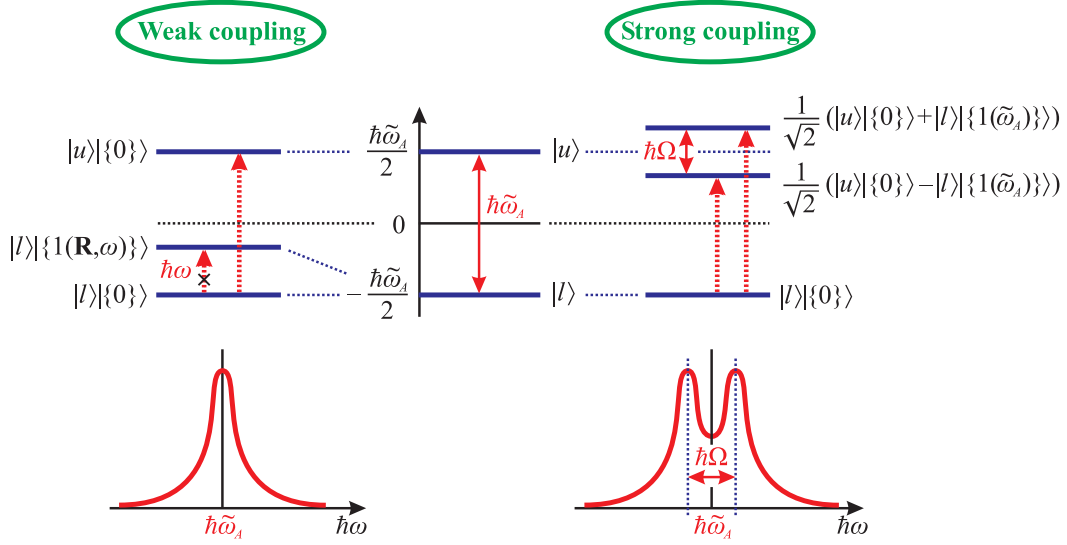 Weak coupling
Strong coupling
|u⟩|{0}⟩
ħω̃_A/2
|u⟩
ħΩ
1/√2 (|u⟩|{0}⟩+|l⟩|{1(ω̃_A)}⟩)
1/√2 (|u⟩|{0}⟩−|l⟩|{1(ω̃_A)}⟩)
ħω̃_A
0
|l⟩|{1(R,ω)}⟩
ħω
|l⟩|{0}⟩
−ħω̃_A/2
|l⟩
|l⟩|{0}⟩
ħω̃_A
ħω
ħΩ
ħω̃_A
ħω